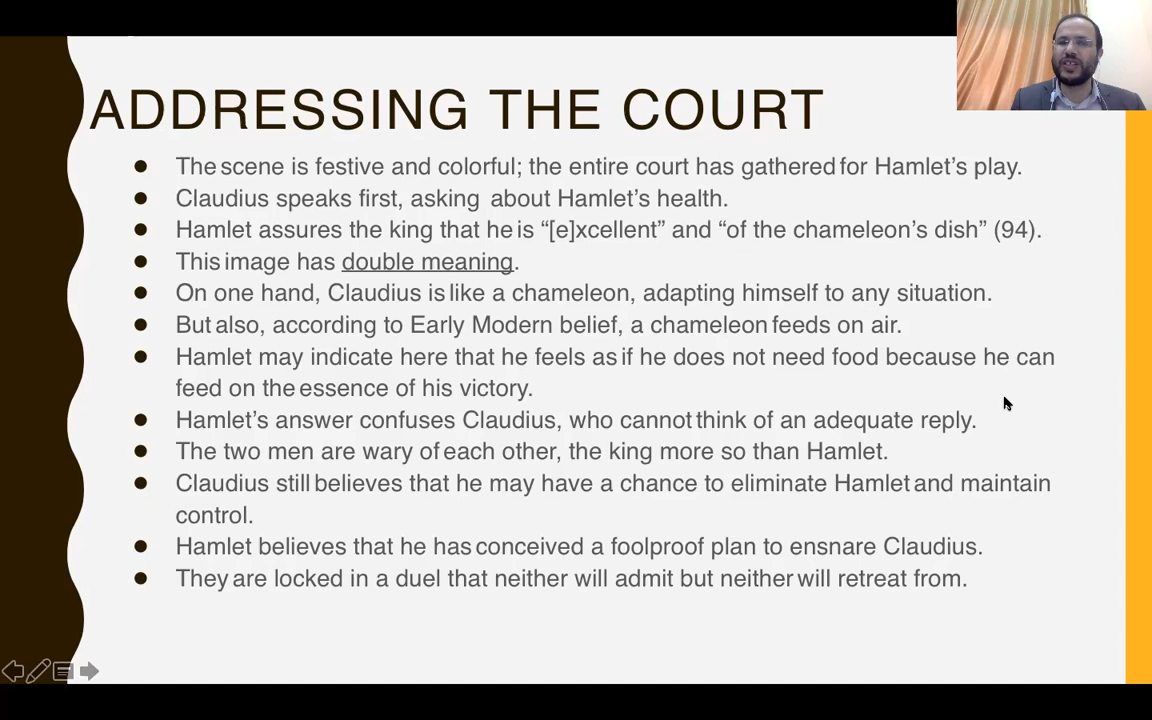 ADDRESSING THE COURT
● The scene is festive and colorful; the entire court has gathered for Hamlet's play.
● Claudius speaks first, asking about Hamlet's health.
● Hamlet assures the king that he is “[e]xcellent” and “of the chameleon's dish” (94).
● This image has double meaning.
● On one hand, Claudius is like a chameleon, adapting himself to any situation.
● But also, according to Early Modern belief, a chameleon feeds on air.
● Hamlet may indicate here that he feels as if he does not need food because he can
feed on the essence of his victory.
● Hamlet's answer confuses Claudius, who cannot think of an adequate reply.
● The two men are wary of each other, the king more so than Hamlet.
● Claudius still believes that he may have a chance to eliminate Hamlet and maintain
control.
● Hamlet believes that he has conceived a foolproof plan to ensnare Claudius.
● They are locked in a duel that neither will admit but neither will retreat from.